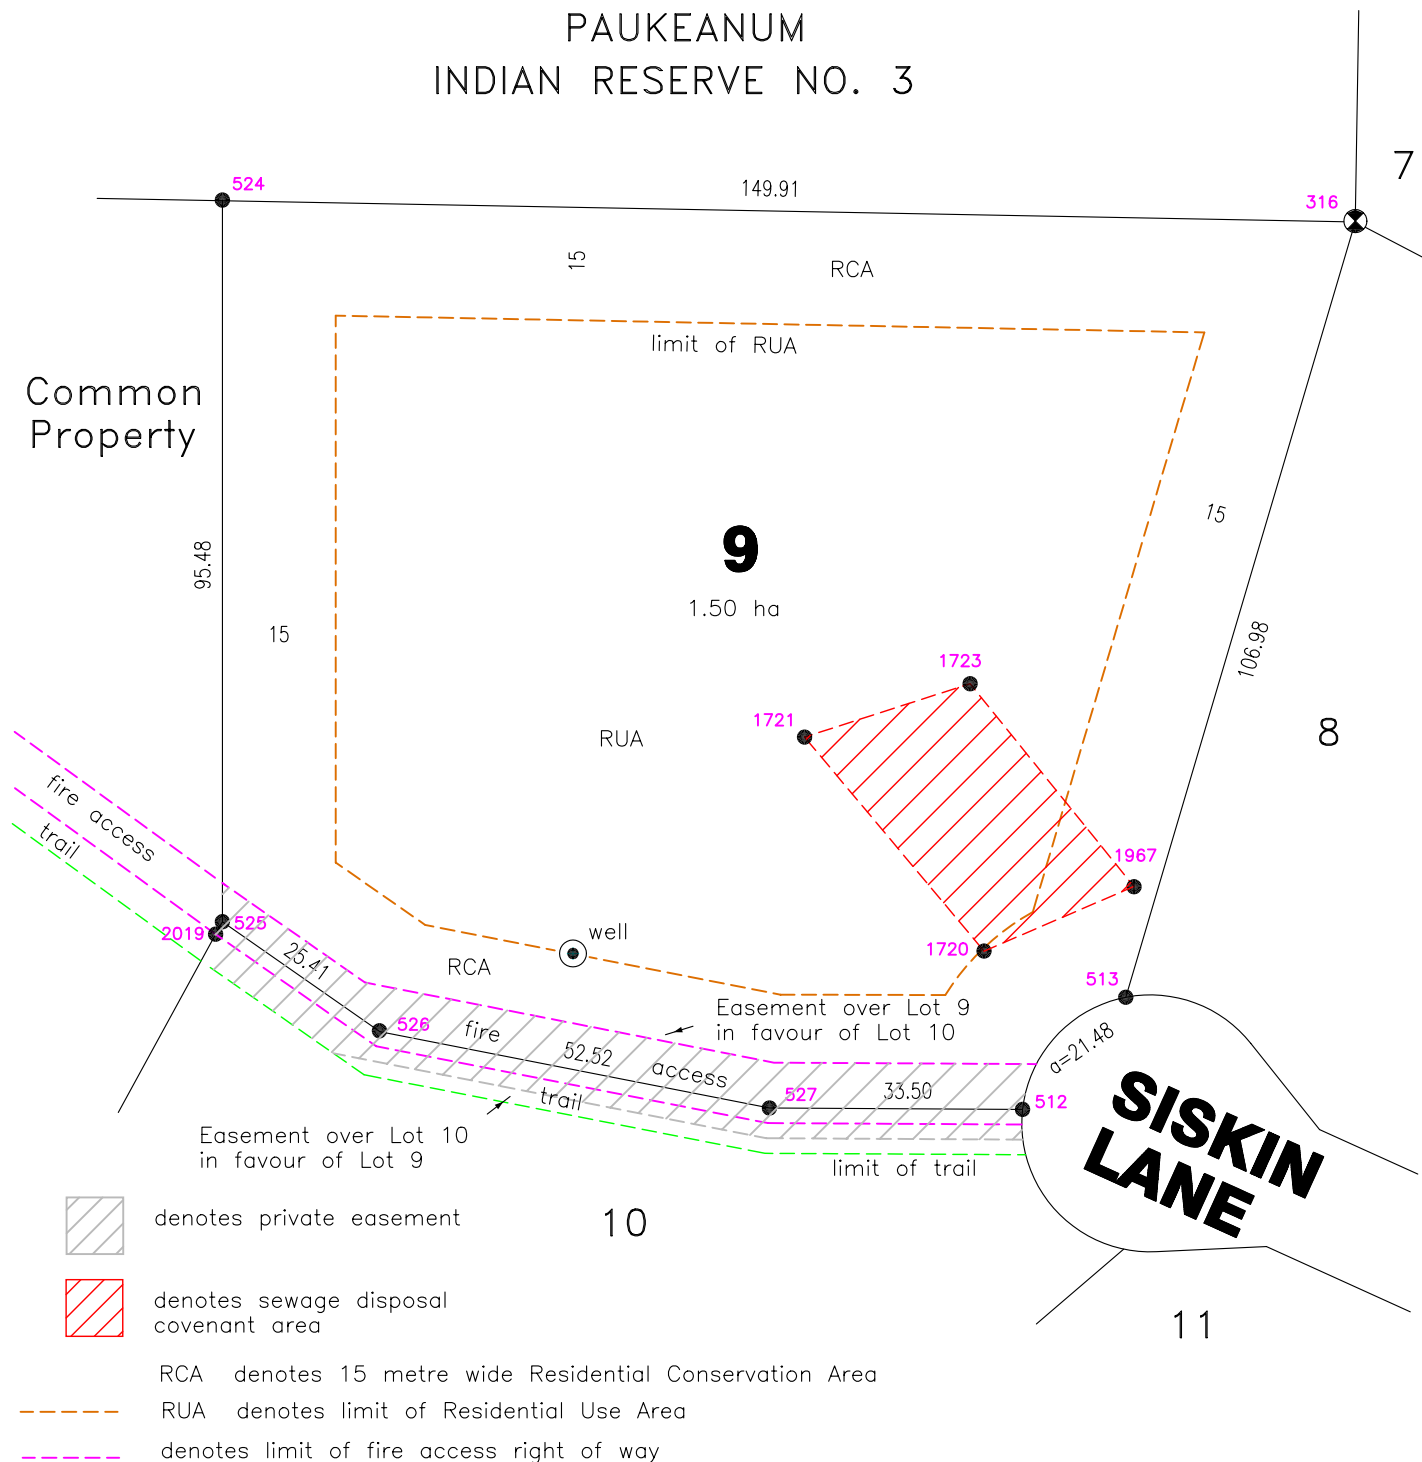 PAUKEANUM
INDIAN RESERVE NO. 3
7
524
149.91
316
15
RCA
limit of RUA
Common
Property
15
9
95.48
1.50 ha
15
106.98
1723
1721
RUA
8
fire access
trail
1967
525
2019
well
1720
25.41
RCA
513
Easement over Lot 9
in favour of Lot 10
526
fire
52.52
access
a=21.48
trail
527
33.50
512
SISKIN
LANE
Easement over Lot 10
in favour of Lot 9
limit of trail
denotes private easement
10
denotes sewage disposal
covenant area
11
RCA denotes 15 metre wide Residential Conservation Area
RUA denotes limit of Residential Use Area
denotes limit of fire access right of way